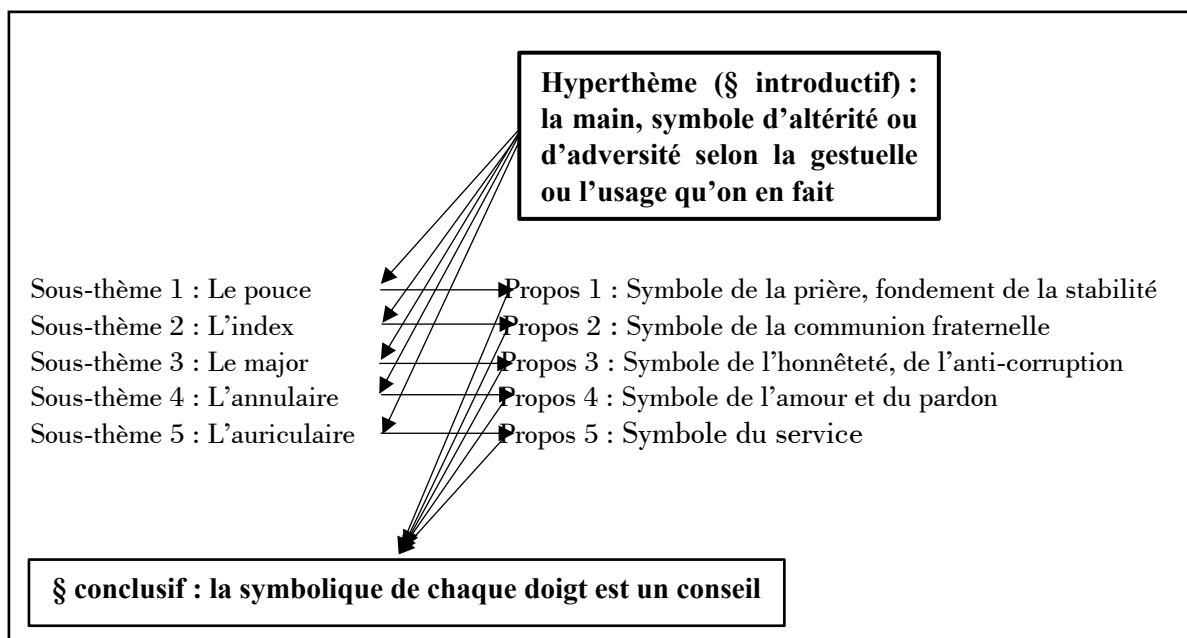 Hyperthème (§ introductif) :
la main, symbole d’altérité ou
d’adversité selon la gestuelle
ou l’usage qu’on en fait
Sous-thème 1 : Le pouce
Propos 1 : Symbole de la prière, fondement de la stabilité
Sous-thème 2 : L’index
Propos 2 : Symbole de la communion fraternelle
Sous-thème 3 : Le major
Propos 3 : Symbole de l’honnêteté, de l’anti-corruption
Sous-thème 4 : L’annulaire
Propos 4 : Symbole de l’amour et du pardon
Sous-thème 5 : L’auriculaire
Propos 5 : Symbole du service
§ conclusif : la symbolique de chaque doigt est un conseil